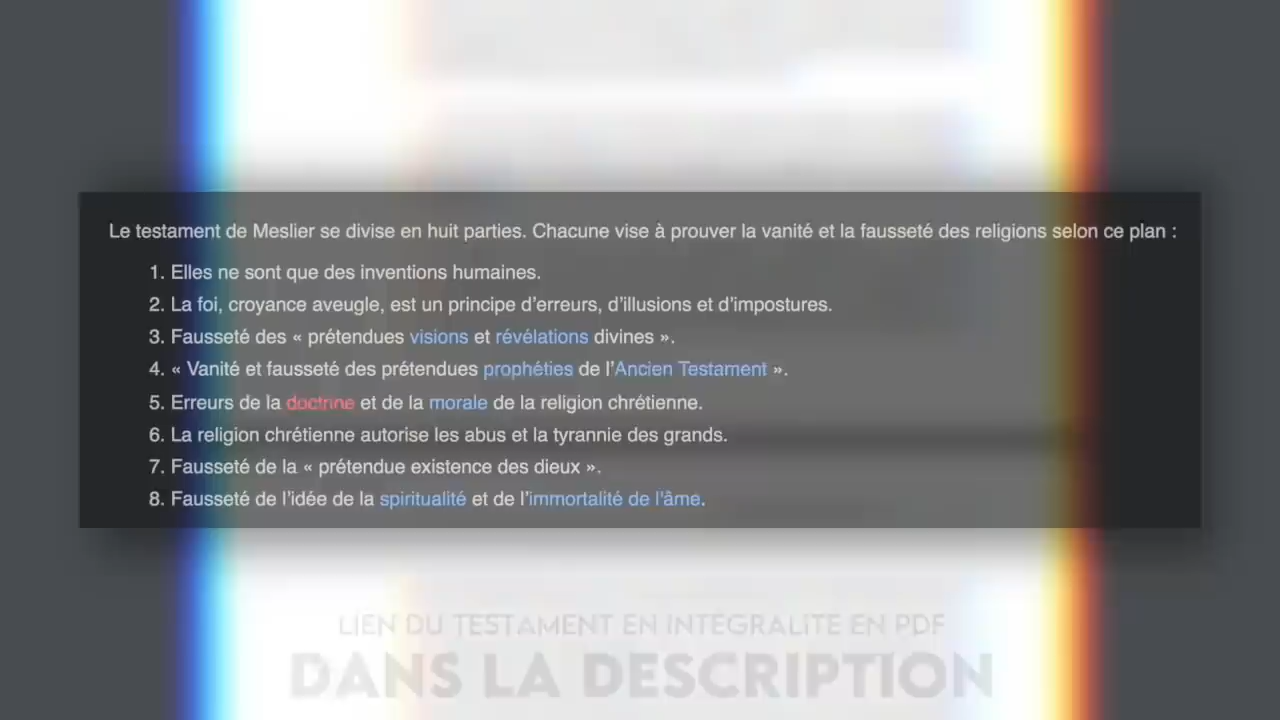 Le testament de Meslier se divise en huit parties. Chacune vise à prouver la vanité et la fausseté des religions selon ce plan :
1. Elles ne sont que des inventions humaines.
2. La foi, croyance aveugle, est un principe d’erreurs, d’illusions et d’impostures.
3. Fausseté des « prétendues visions et révélations divines ».
4. « Vanité et fausseté des prétendues prophéties de l’Ancien Testament ».
5. Erreurs de la doctrine et de la morale de la religion chrétienne.
6. La religion chrétienne autorise les abus et la tyrannie des grands.
7. Fausseté de la « prétendue existence des dieux ».
8. Fausseté de l’idée de la spiritualité et de l’immortalité de l'âme.
LIEN DU TESTAMENT EN INTEGRALITE EN PDF
DANS LA DESCRIPTION